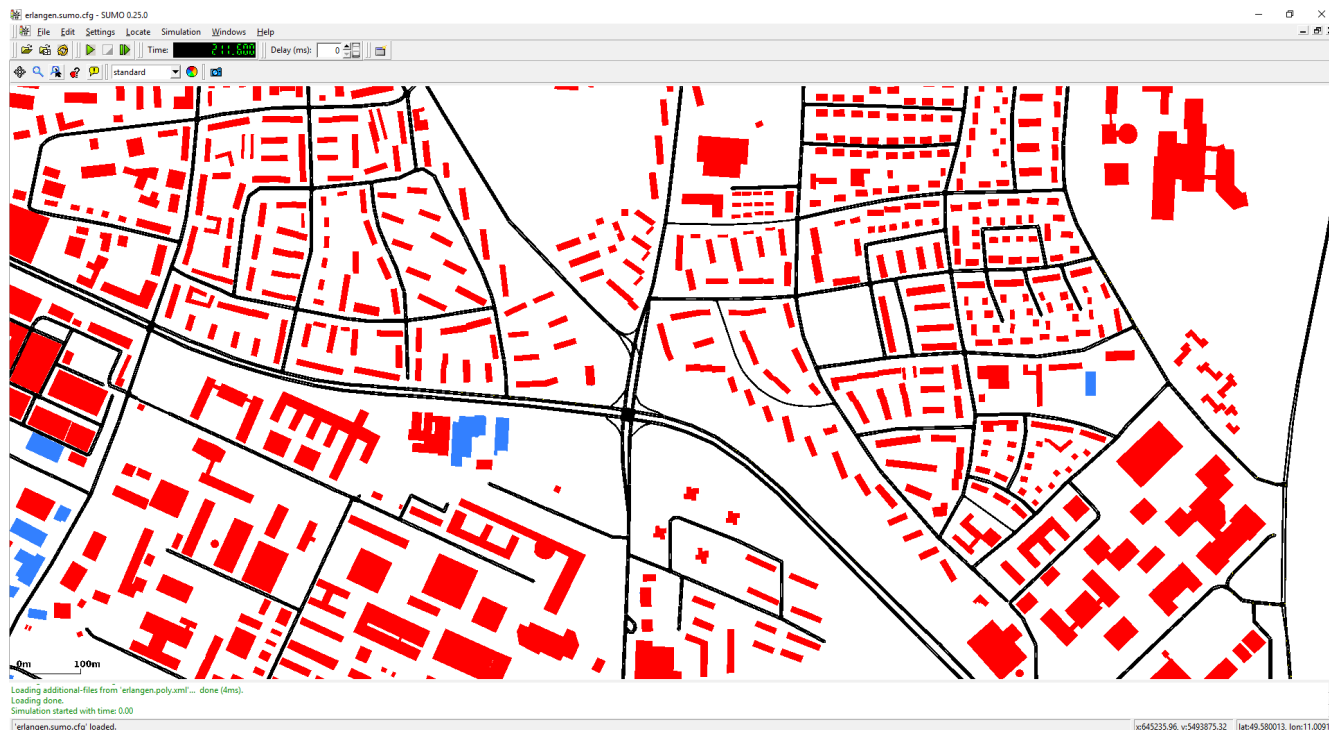 erlangen.sumo.cfg - SUMO 0.25.0
File Edit Settings Locate Simulation Windows Help
Time: 211.600 Delay (ms): 0
standard
0m 100m
Loading additional-files from 'erlangen.poly.xml'... done (4ms).
Loading done.
Simulation started with time: 0.00
'erlangen.sumo.cfg' loaded. x:645235.96, y:5493875.32 lat:49.580013, lon:11.0091